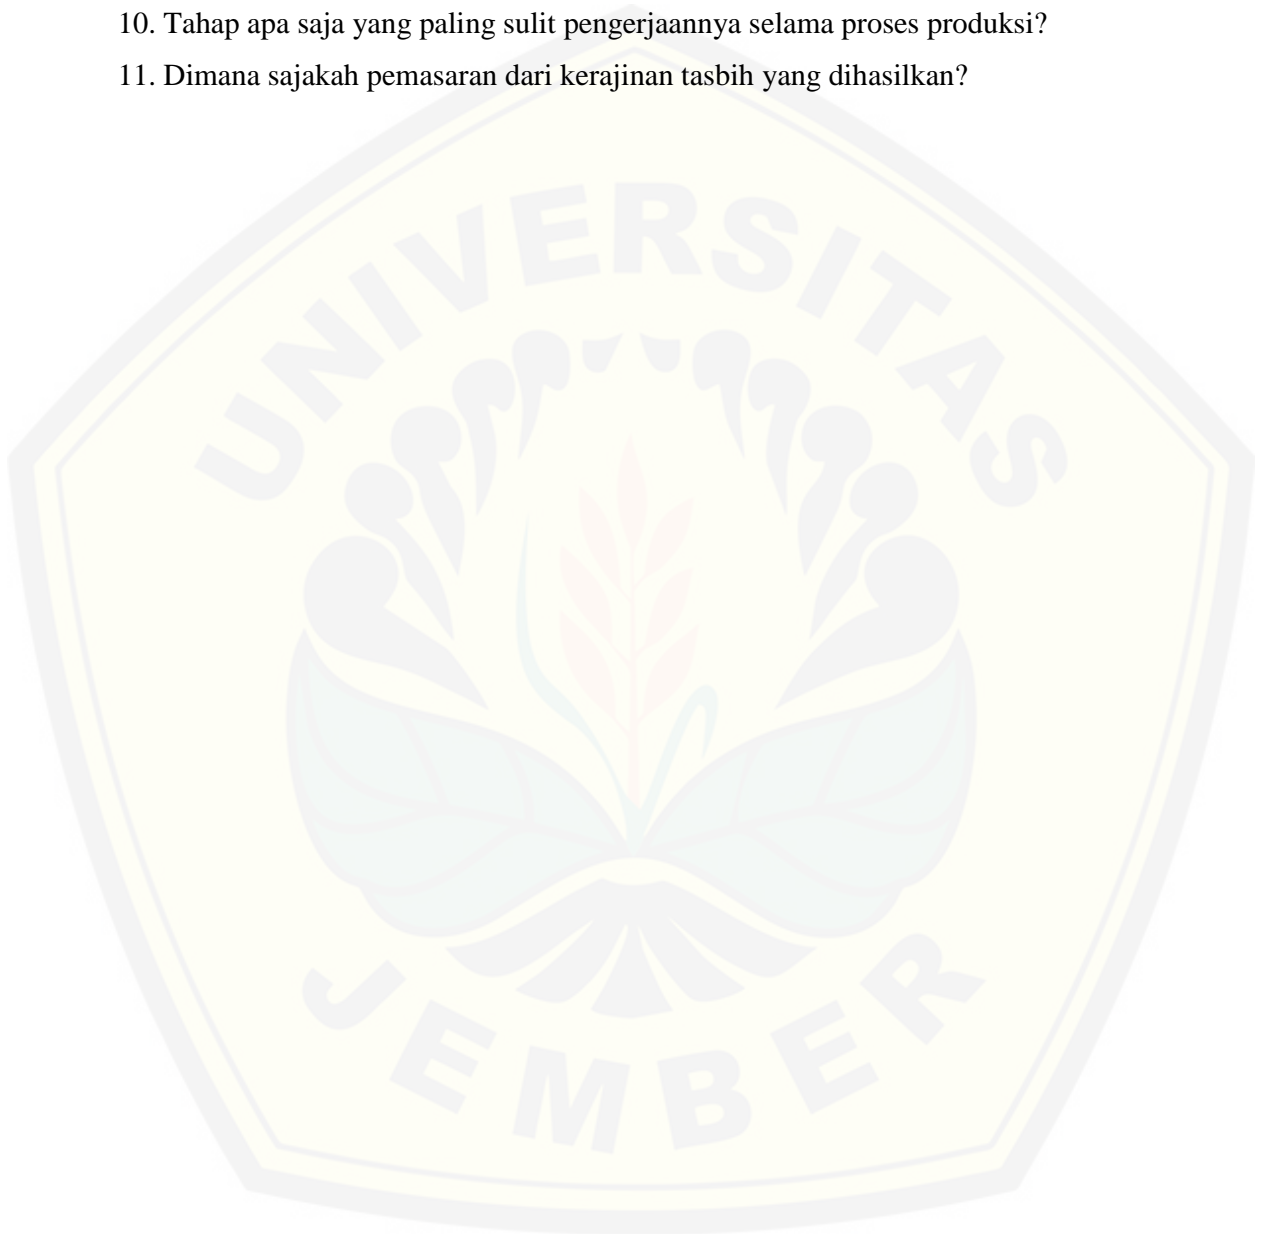 10. Tahap apa saja yang paling sulit pengerjaannya selama proses produksi?
11. Dimana sajakah pemasaran dari kerajinan tasbih yang dihasilkan?
UNIVERSITAS
JEMBER